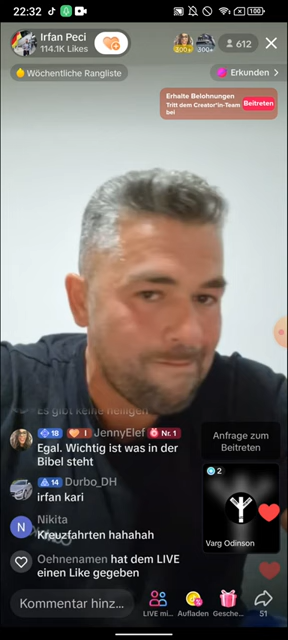 22:32
100
Irfan Peci
114.1K Likes
300+
300+
612
Wöchentliche Rangliste
Erkunden
Erhalte Belohnungen
Tritt dem Creator*in-Team bei
Beitreten
Es gibt keine heiligen
18 I JennyElef Nr. 1
Egal. Wichtig ist was in der
Bibel steht
14 Durbo_DH
irfan kari
N
Nikita
Kreuzfahrten hahahah
Oehnenamen hat dem LIVE
einen Like gegeben
Anfrage zum
Beitreten
2
Varg Odinson
Kommentar hinz...
LIVE mi...
Aufladen
Gesche...
51